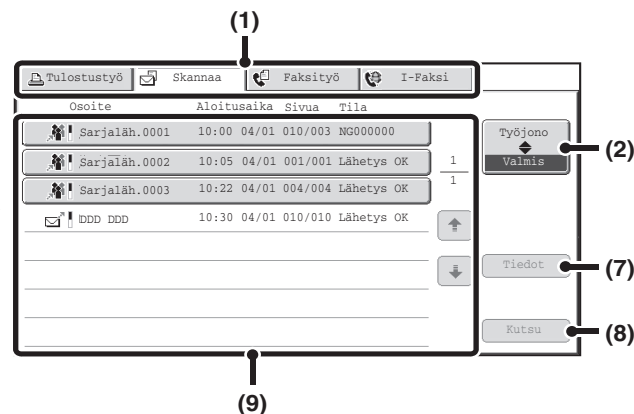 (1)
Tulostustyö Skannaa Faksityö I-Faksi
Osoite Aloitusaika Sivua Tila
Sarjaläh.0001 10:00 04/01 010/003 NG000000
Sarjaläh.0002 10:05 04/01 001/001 Lähetys OK
Sarjaläh.0003 10:22 04/01 004/004 Lähetys OK
DDD DDD 10:30 04/01 010/010 Lähetys OK
1
1
Työjono
Valmis
(2)
Tiedot
(7)
Kutsu
(8)
(9)